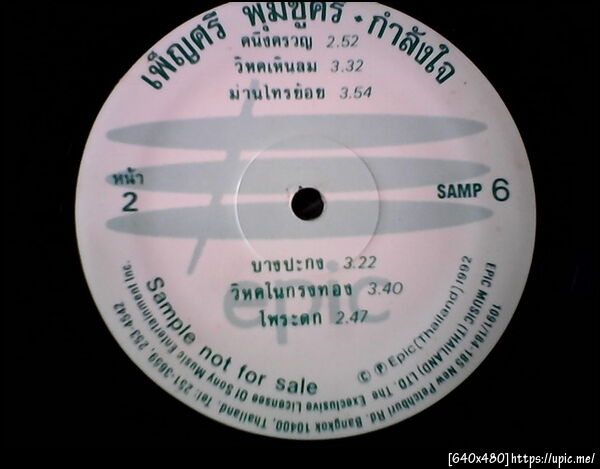 เพ็ญศรี พุ่มชูศรี • กำลังใจ
คนึงครวญ 2.52
วิหคเหินลม 3.32
ม่านไทรย้อย 3.54
หน้า
2
SAMP 6
บางปะกง 3.22
วิหคในกรงทอง 3.40
โพระดก 2.47
epic
Sample not for sale
© ℗ Epic(Thailand)1992
EPIC MUSIC (THAILAND) LTD. The Execlusive Licensee Of Sony Music Entertainment Inc.
1091/184-185 New Petchburi Rd. Bangkok 10400, Thailand. Tel. 251-3659, 253-4542
[640x480]https://upic.me/